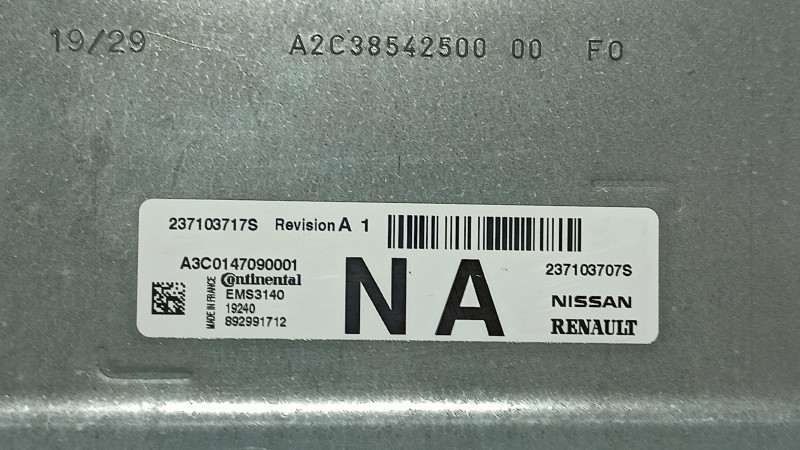 19/29 A2C38542500 00 F0
237103717S Revision A 1
A3C0147090001
MADE IN FRANCE
Continental
EMS3140
19240
892991712
NA
237103707S
NISSAN
RENAULT